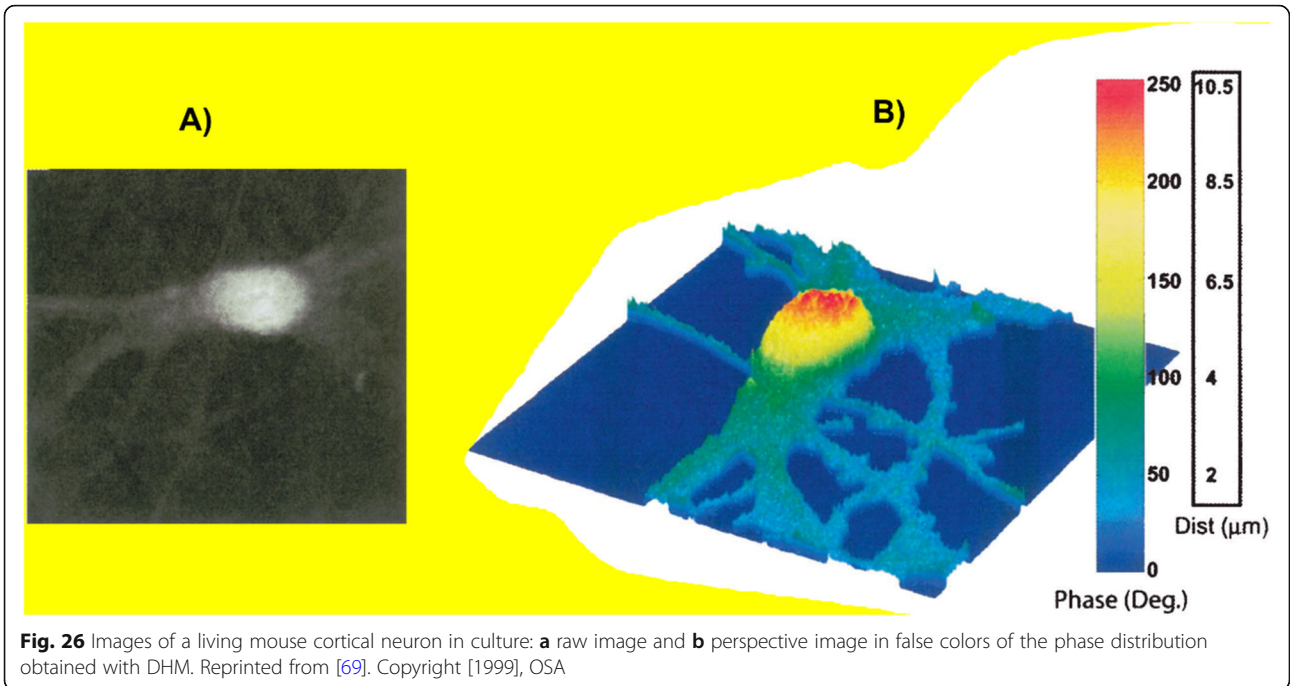 A)
B)
250 10.5
200 8.5
150 6.5
100 4
50 2
0
Dist (μm)
Phase (Deg.)
Fig. 26 Images of a living mouse cortical neuron in culture: a raw image and b perspective image in false colors of the phase distribution
obtained with DHM. Reprinted from [69]. Copyright [1999], OSA